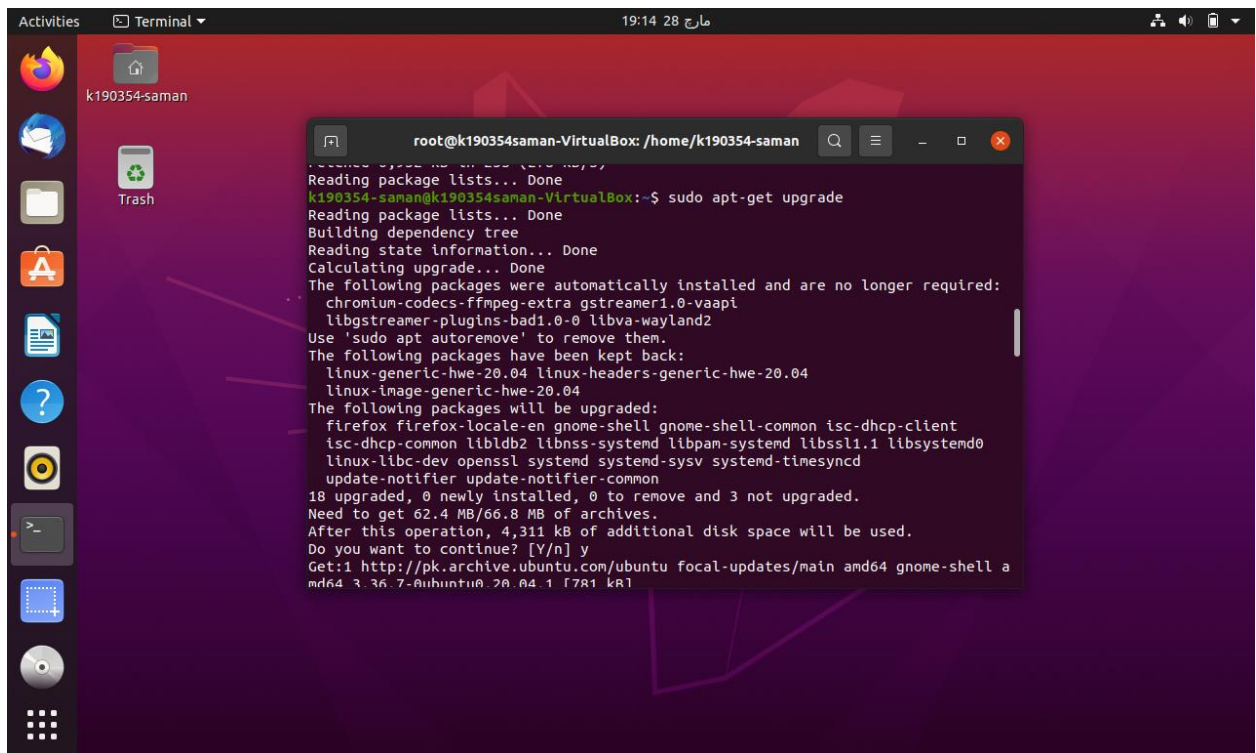 Activities Terminal 19:14 28 مارچ
k190354-saman
Trash
root@k190354saman-VirtualBox: /home/k190354-saman
Reading package lists... Done
k190354-saman@k190354saman-VirtualBox:~$ sudo apt-get upgrade
Reading package lists... Done
Building dependency tree
Reading state information... Done
Calculating upgrade... Done
The following packages were automatically installed and are no longer required:
chromium-codecs-ffmpeg-extra gstreamer1.0-vaapi
libgstreamer-plugins-bad1.0-0 libva-wayland2
Use 'sudo apt autoremove' to remove them.
The following packages have been kept back:
linux-generic-hwe-20.04 linux-headers-generic-hwe-20.04
linux-image-generic-hwe-20.04
The following packages will be upgraded:
firefox firefox-locale-en gnome-shell gnome-shell-common isc-dhcp-client
isc-dhcp-common libldb2 libnss-systemd libpam-systemd libssl1.1 libsystemd0
linux-libc-dev openssl systemd systemd-sysv systemd-timesyncd
update-notifier update-notifier-common
18 upgraded, 0 newly installed, 0 to remove and 3 not upgraded.
Need to get 62.4 MB/66.8 MB of archives.
After this operation, 4,311 kB of additional disk space will be used.
Do you want to continue? [Y/n] y
Get:1 http://pk.archive.ubuntu.com/ubuntu focal-updates/main amd64 gnome-shell a
md64 3.36.7-0ubuntu0.20.04.1 [781 kB]